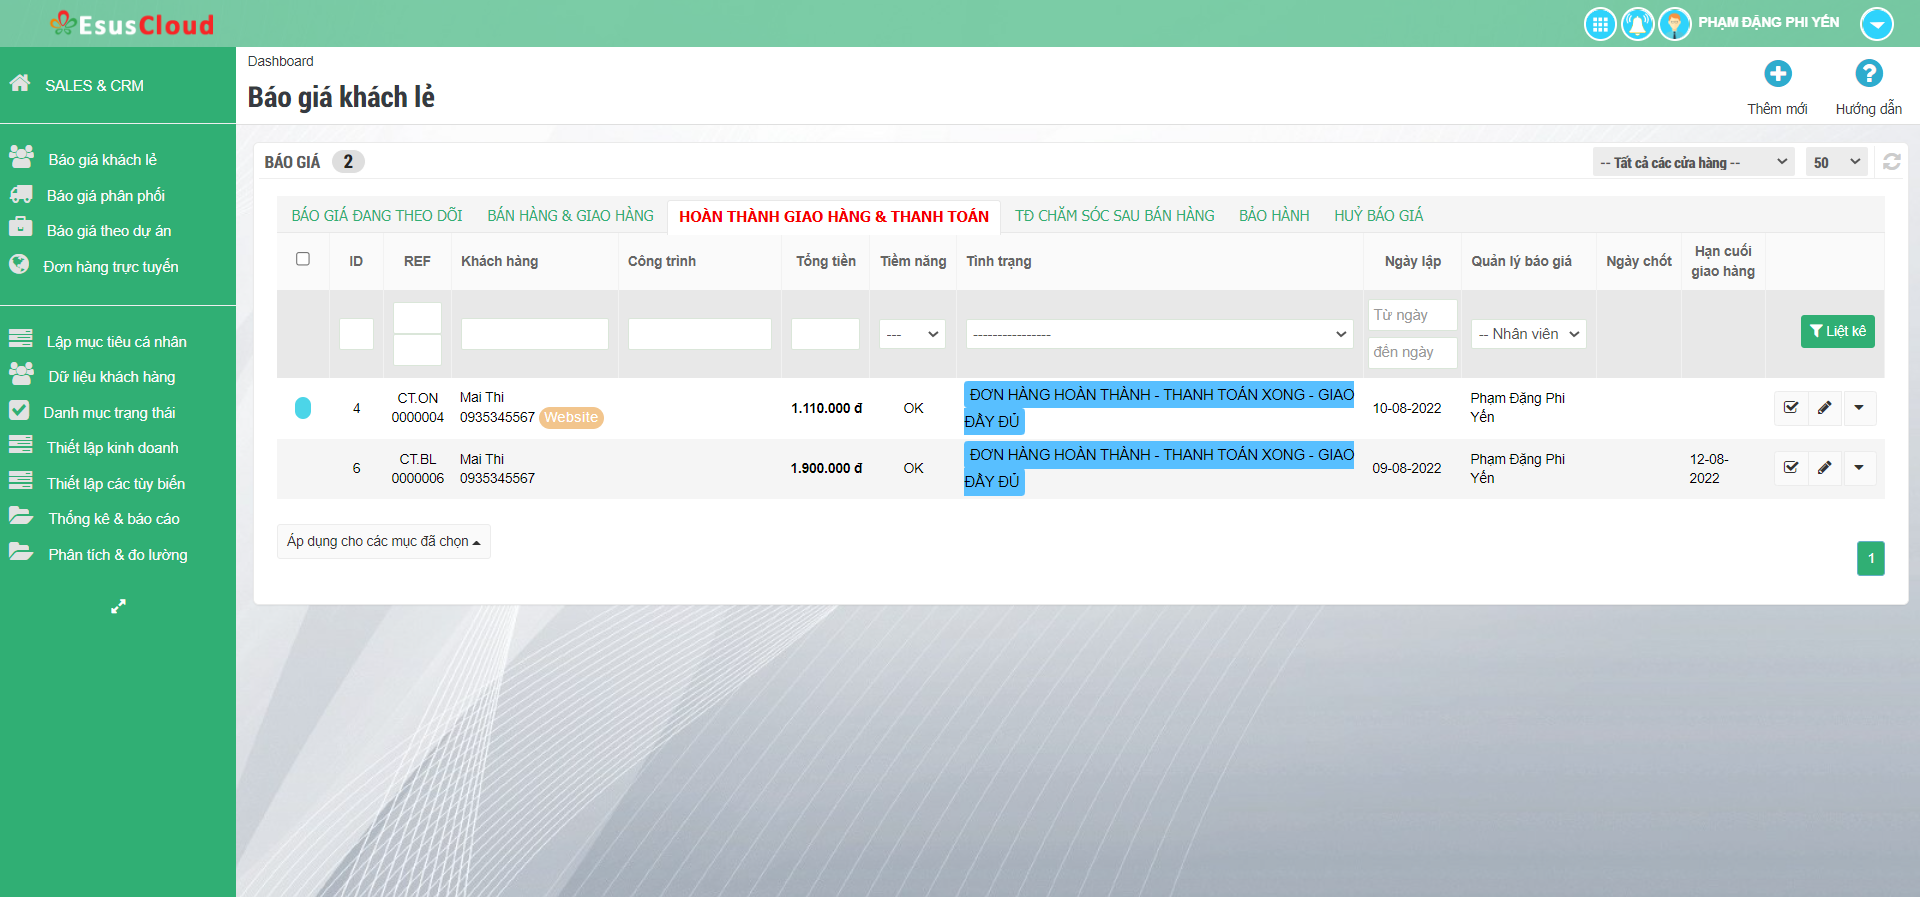 EsusCloud
PHẠM ĐẶNG PHI YẾN
SALES & CRM
Báo giá khách lẻ
Báo giá phân phối
Báo giá theo dự án
Đơn hàng trực tuyến
Lập mục tiêu cá nhân
Dữ liệu khách hàng
Danh mục trạng thái
Thiết lập kinh doanh
Thiết lập các tùy biến
Thống kê & báo cáo
Phân tích & đo lường
Dashboard
Báo giá khách lẻ
Thêm mới
Hướng dẫn
BÁO GIÁ 2
-- Tất cả các cửa hàng --
50
BÁO GIÁ ĐANG THEO DÕI
BÁN HÀNG & GIAO HÀNG
HOÀN THÀNH GIAO HÀNG & THANH TOÁN
TĐ CHĂM SÓC SAU BÁN HÀNG
BẢO HÀNH
HUỶ BÁO GIÁ
ID
REF
Khách hàng
Công trình
Tổng tiền
Tiềm năng
Tình trạng
Ngày lập
Quản lý báo giá
Ngày chốt
Hạn cuối
giao hàng
---
----------------
Từ ngày
đến ngày
-- Nhân viên
Liệt kê
4
CT.ON
0000004
Mai Thi
0935345567 Website
1.110.000 đ
OK
ĐƠN HÀNG HOÀN THÀNH - THANH TOÁN XONG - GIAO
ĐẦY ĐỦ
10-08-2022
Phạm Đặng Phi
Yến
6
CT.BL
0000006
Mai Thi
0935345567
1.900.000 đ
OK
ĐƠN HÀNG HOÀN THÀNH - THANH TOÁN XONG - GIAO
ĐẦY ĐỦ
09-08-2022
Phạm Đặng Phi
Yến
12-08-
2022
Áp dụng cho các mục đã chọn
1